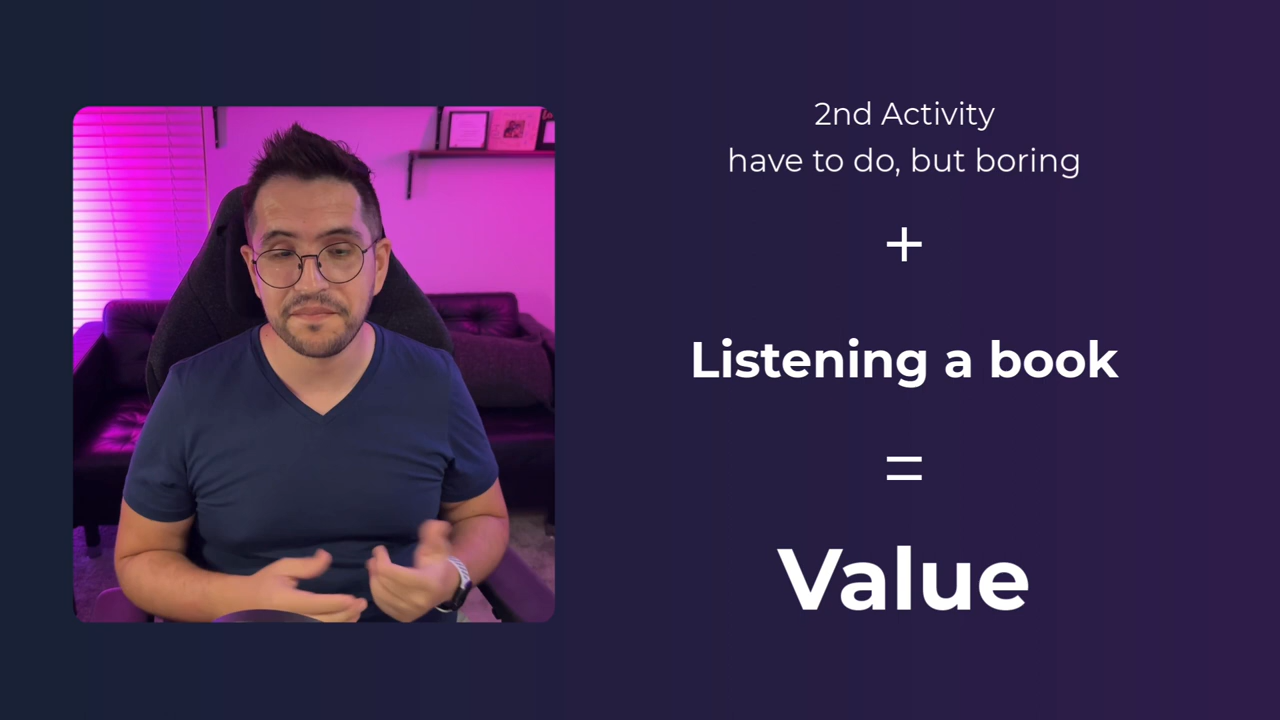 2nd Activity
have to do, but boring
+
Listening a book
=
Value